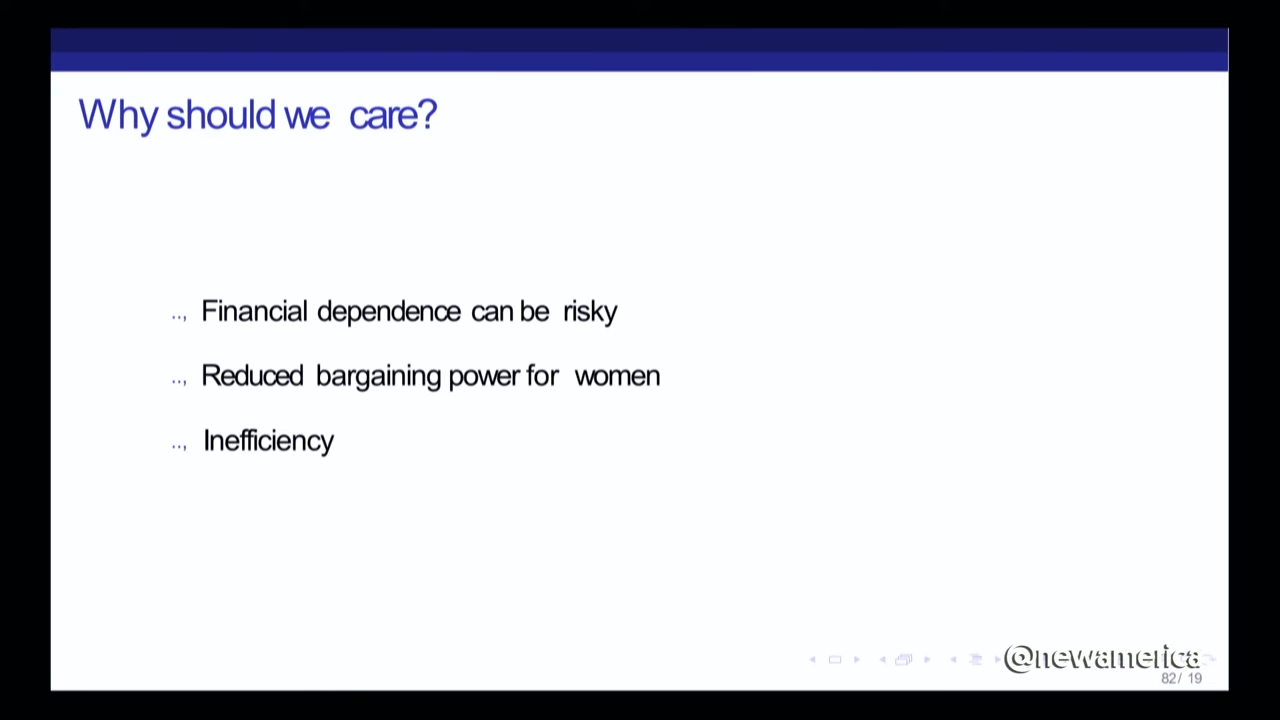 Why should we care?
.., Financial dependence can be risky
.., Reduced bargaining power for women
.., Inefficiency
@newamerica
82/ 19